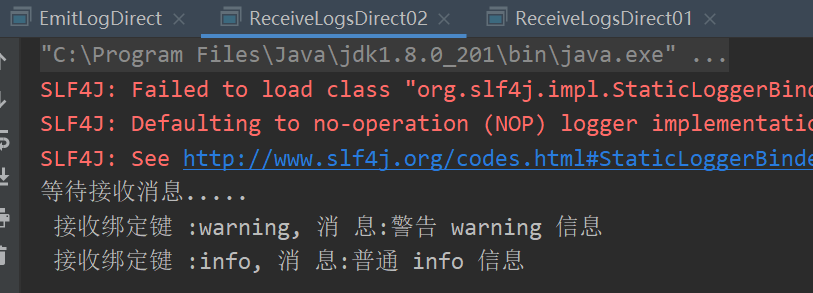 EmitLogDirect ReceiveLogsDirect02 ReceiveLogsDirect01
"C:\Program Files\Java\jdk1.8.0_201\bin\java.exe" ...
SLF4J: Failed to load class "org.slf4j.impl.StaticLoggerBind
SLF4J: Defaulting to no-operation (NOP) logger implementatio
SLF4J: See http://www.slf4j.org/codes.html#StaticLoggerBinde
等待接收消息.....
接收绑定键 :warning, 消 息:警告 warning 信息
接收绑定键 :info, 消 息:普通 info 信息